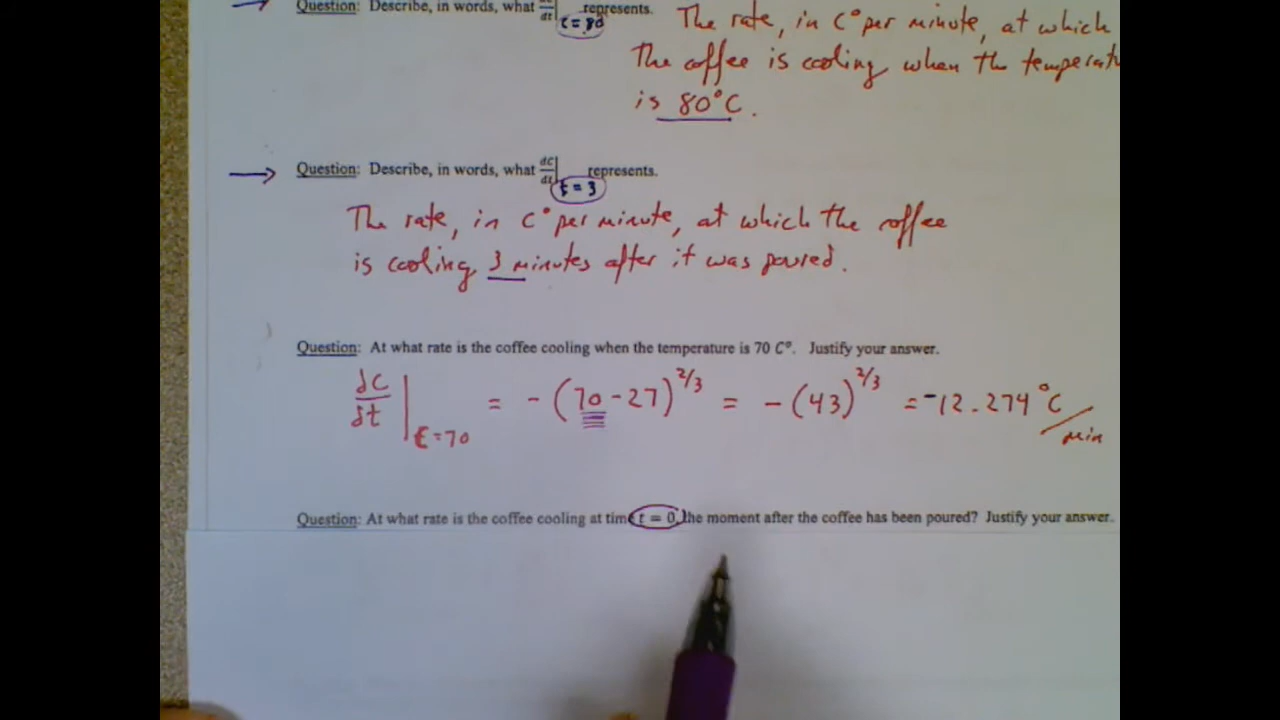 Question: Describe, in words, what dC/dt| C = 80 represents.
The rate, in C° per minute, at which
The coffee is cooling when the temperatu
is 80°C.
Question: Describe, in words, what dC/dt| t = 3 represents.
The rate, in C° per minute, at which the coffee
is cooling 3 minutes after it was poured.
Question: At what rate is the coffee cooling when the temperature is 70 C°. Justify your answer.
dC/dt| C=70 = -(70-27)^2/3 = -(43)^2/3 = -12.274 °C/min
Question: At what rate is the coffee cooling at time t = 0, the moment after the coffee has been poured? Justify your answer.